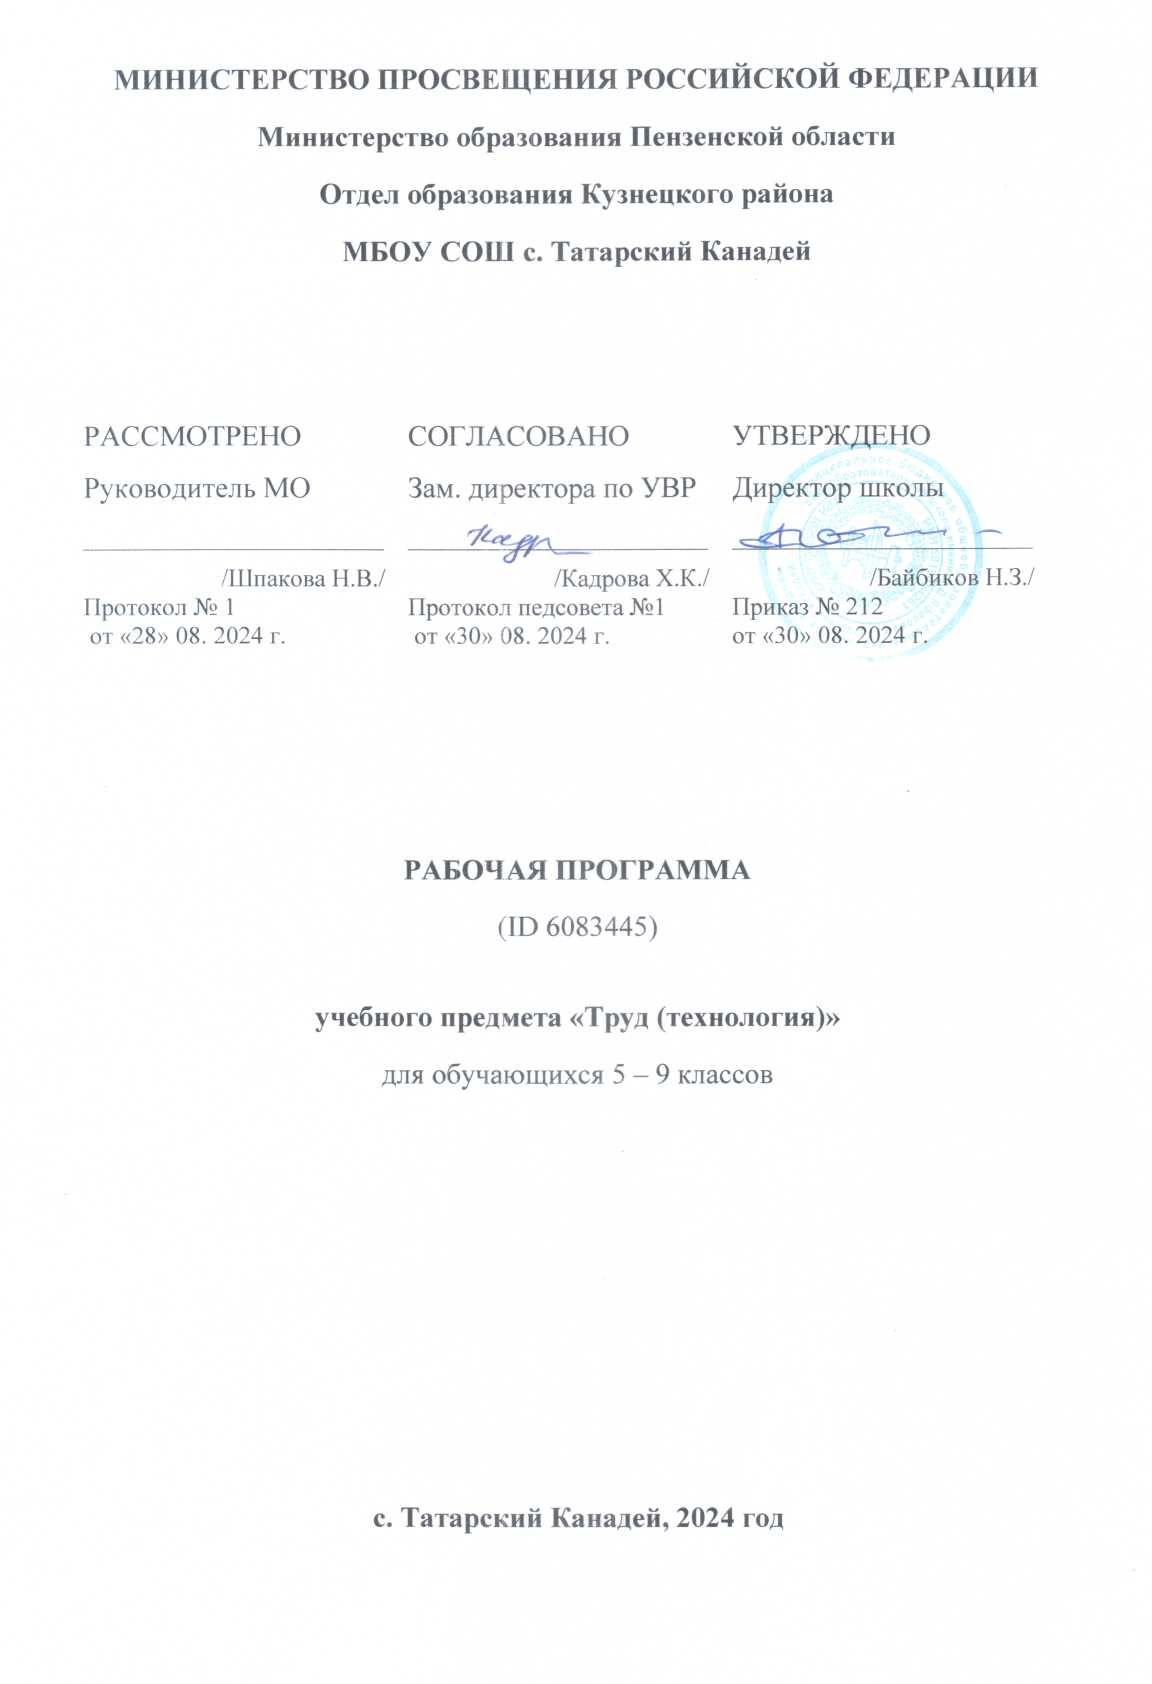 МИНИСТЕРСТВО ПРОСВЕЩЕНИЯ РОССИЙСКОЙ ФЕДЕРАЦИИ
Министерство образования Пензенской области
Отдел образования Кузнецкого района
МБОУ СОШ с. Татарский Канадей
РАССМОТРЕНО
Руководитель МО
/Шпакова Н.В./
Протокол № 1
от «28» 08. 2024 г.
СОГЛАСОВАНО
Зам. директора по УВР
/Кадрова Х.К./
Протокол педсовета №1
от «30» 08. 2024 г.
УТВЕРЖДЕНО
Директор школы
/Байбиков Н.З./
Приказ № 212
от «30» 08. 2024 г.
РАБОЧАЯ ПРОГРАММА
(ID 6083445)
учебного предмета «Труд (технология)»
для обучающихся 5 – 9 классов
с. Татарский Канадей, 2024 год